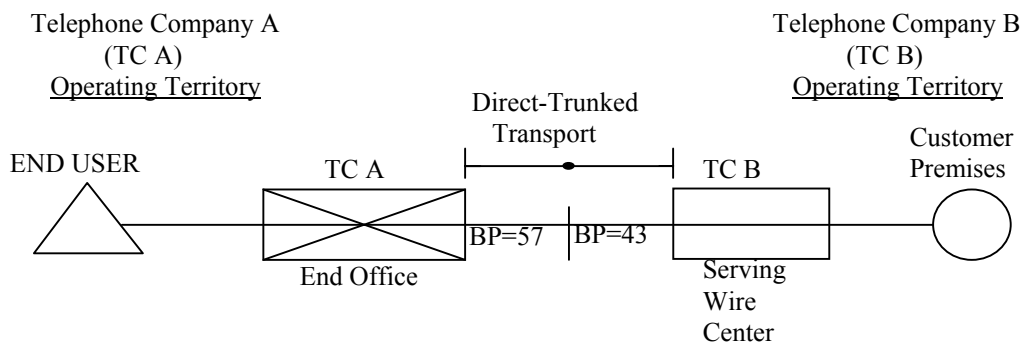 Telephone Company A
(TC A)
Operating Territory
Telephone Company B
(TC B)
Operating Territory
Direct-Trunked
Transport
Customer
Premises
END USER
TC A
TC B
BP=57
BP=43
End Office
Serving
Wire
Center